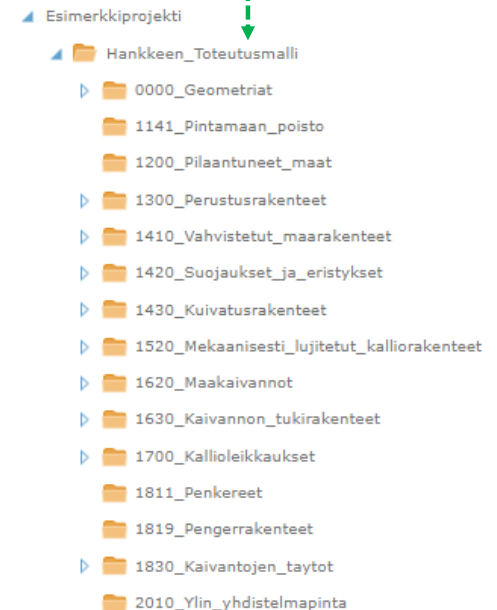 Esimerkkiprojekti
Hankkeen_Toteutusmalli
0000_Geometriat
1141_Pintamaan_poisto
1200_Pilaantuneet_maat
1300_Perustusrakenteet
1410_Vahvistetut_maarakenteet
1420_Suojaukset_ja_eristykset
1430_Kuivatusrakenteet
1520_Mekaanisesti_lujitetut_kalliorakenteet
1620_Maakaivannot
1630_Kaivannon_tukirakenteet
1700_Kallioleikkaukset
1811_Penkereet
1819_Pengerrakenteet
1830_Kaivantojen_taytot
2010_Ylin_yhdistelmapinta